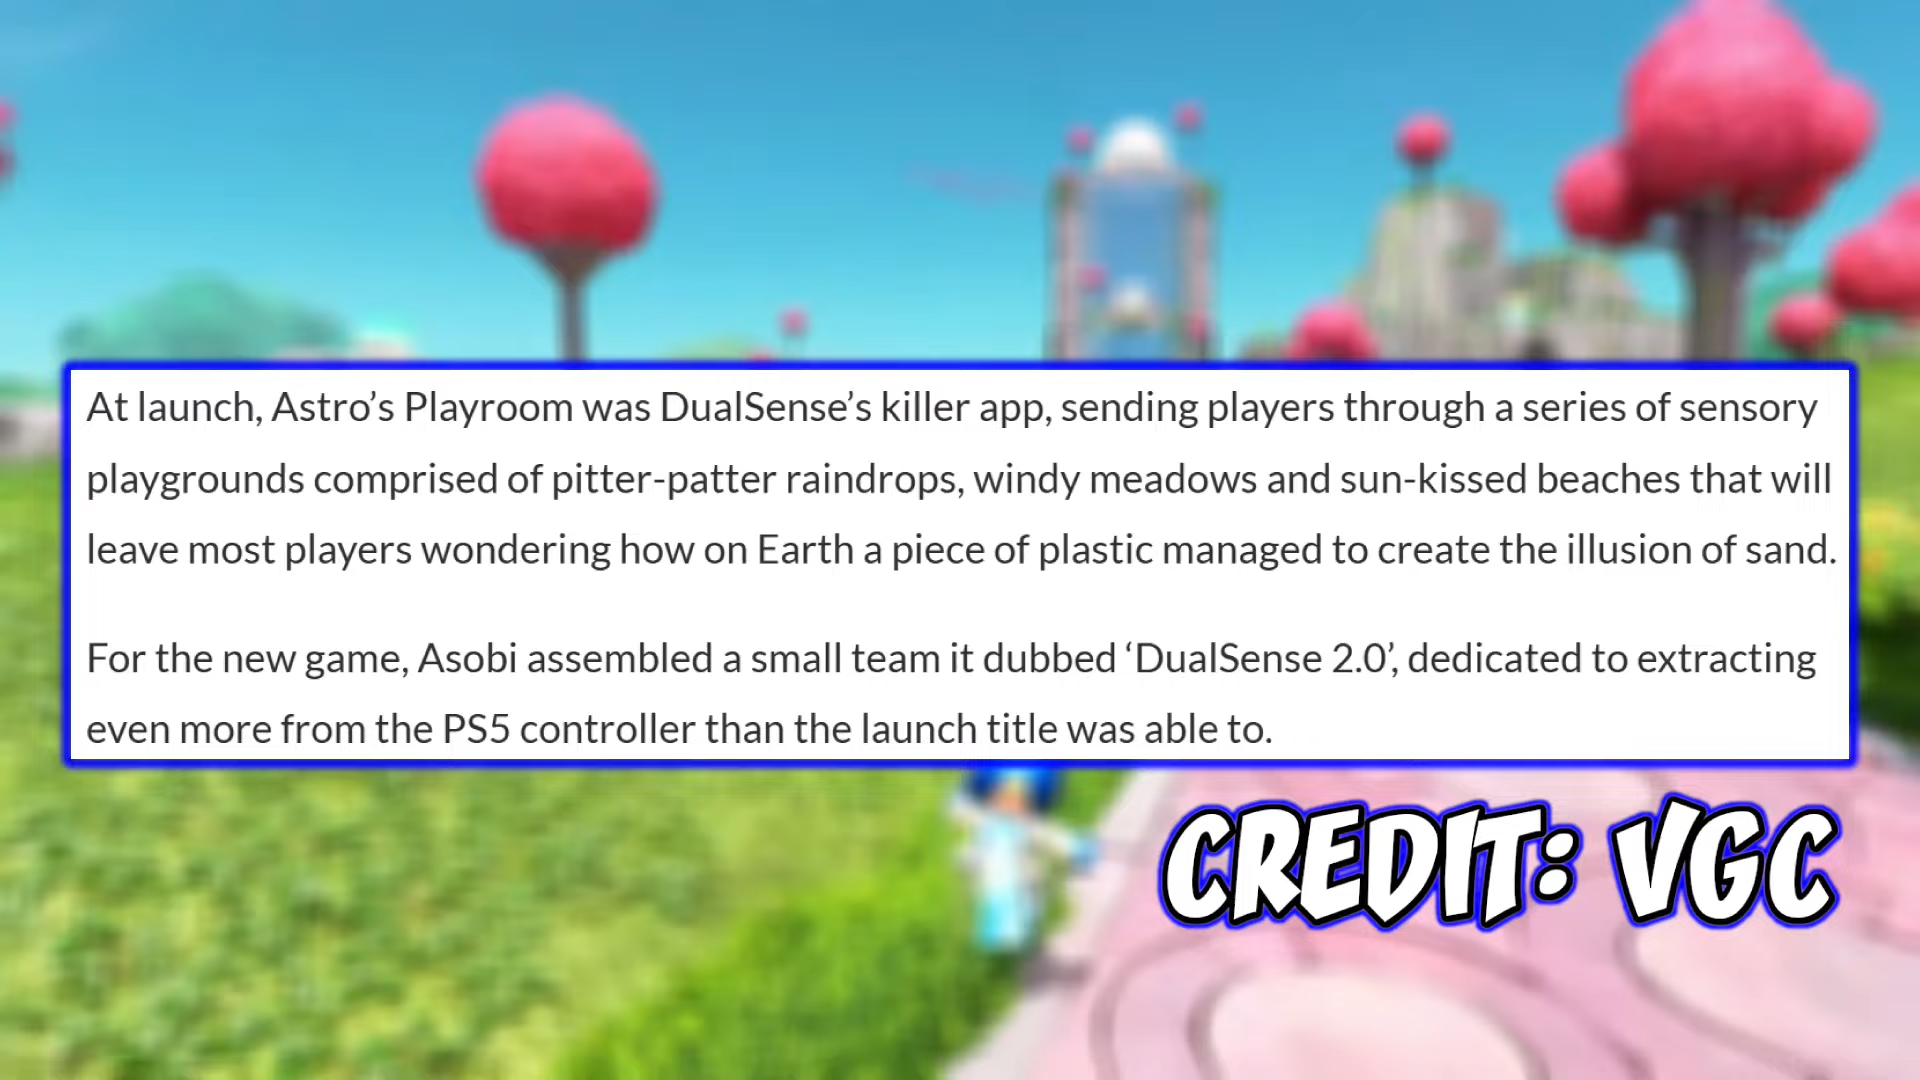 At launch, Astro’s Playroom was DualSense’s killer app, sending players through a series of sensory
playgrounds comprised of pitter-patter raindrops, windy meadows and sun-kissed beaches that will
leave most players wondering how on Earth a piece of plastic managed to create the illusion of sand.
For the new game, Asobi assembled a small team it dubbed ‘DualSense 2.0’, dedicated to extracting
even more from the PS5 controller than the launch title was able to.
CREDIT: VGC